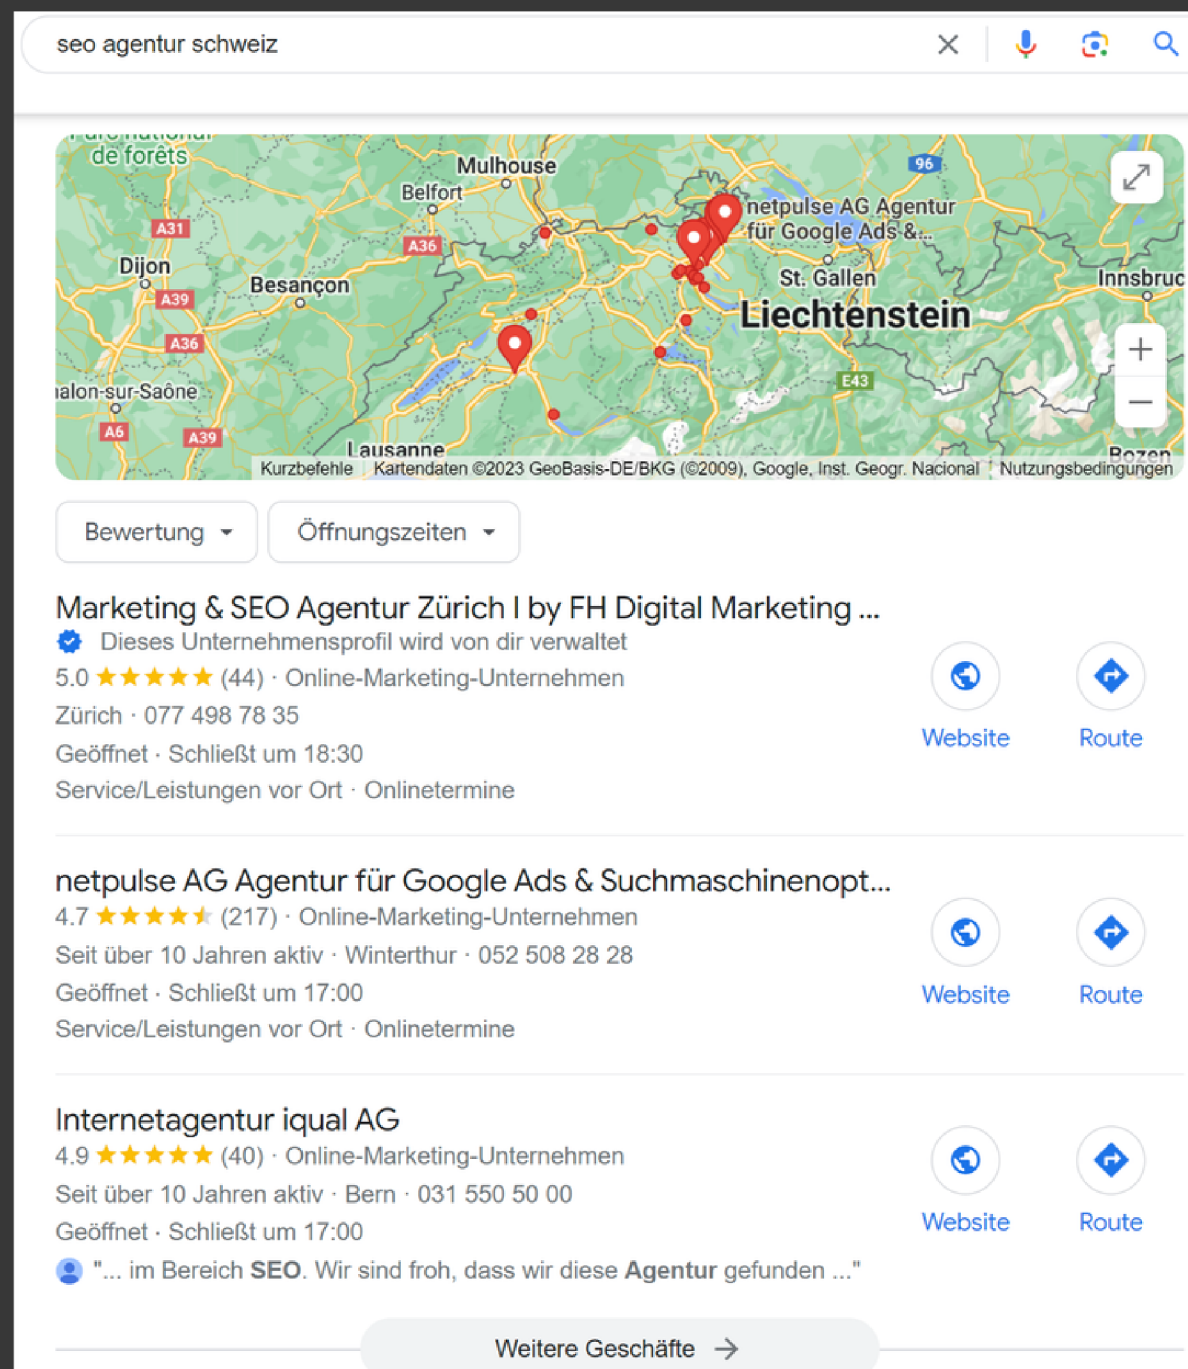 seo agentur schweiz
Parc national
de forêts
Mulhouse
Belfort
96
netpulse AG Agentur
für Google Ads &...
A31
A36
Dijon
Besançon
St. Gallen
Innsbruc
A39
Liechtenstein
A36
E43
halon-sur-Saône
A6
A39
Lausanne
Bozen
Kurzbefehle Kartendaten ©2023 GeoBasis-DE/BKG (©2009), Google, Inst. Geogr. Nacional Nutzungsbedingungen
Bewertung
Öffnungszeiten
Marketing & SEO Agentur Zürich I by FH Digital Marketing ...
Dieses Unternehmensprofil wird von dir verwaltet
5.0 (44) · Online-Marketing-Unternehmen
Zürich · 077 498 78 35
Geöffnet · Schließt um 18:30
Service/Leistungen vor Ort · Onlinetermine
Website
Route
netpulse AG Agentur für Google Ads & Suchmaschinenopt...
4.7 (217) · Online-Marketing-Unternehmen
Seit über 10 Jahren aktiv · Winterthur · 052 508 28 28
Geöffnet · Schließt um 17:00
Service/Leistungen vor Ort · Onlinetermine
Website
Route
Internetagentur iqual AG
4.9 (40) · Online-Marketing-Unternehmen
Seit über 10 Jahren aktiv · Bern · 031 550 50 00
Geöffnet · Schließt um 17:00
"... im Bereich SEO. Wir sind froh, dass wir diese Agentur gefunden ..."
Website
Route
Weitere Geschäfte